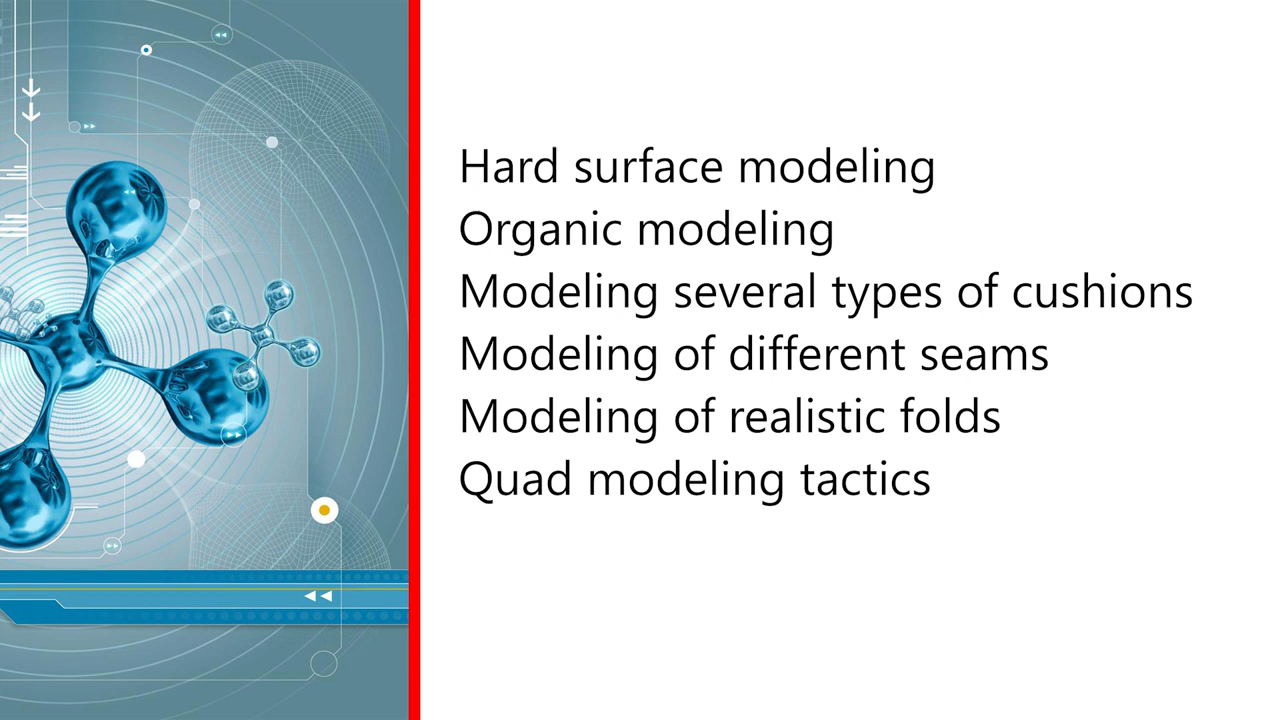 Hard surface modeling
Organic modeling
Modeling several types of cushions
Modeling of different seams
Modeling of realistic folds
Quad modeling tactics